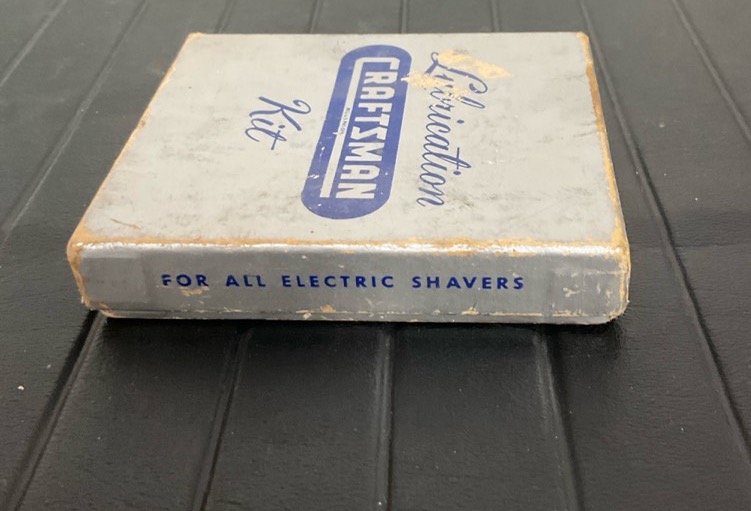 Lubrication
CRAFTSMAN
Kit
FOR ALL ELECTRIC SHAVERS